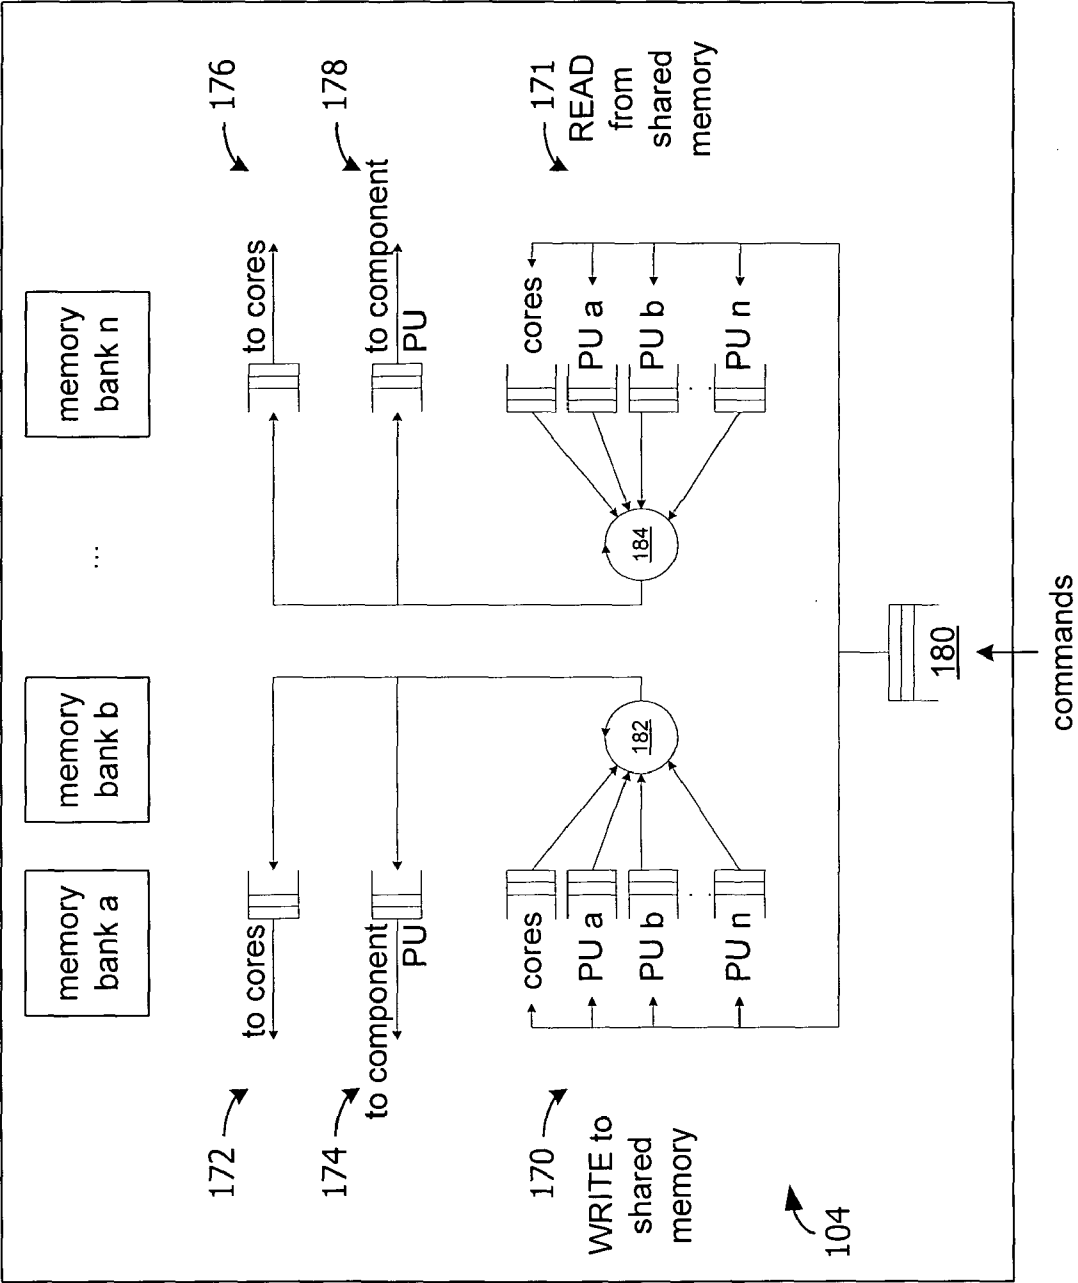 memory
bank a
memory
bank b
...
memory
bank n
172
to cores
to cores
176
174
to component
PU
to component
PU
178
170
WRITE to
shared
memory
cores
PU a
PU b
. .
PU n
182
184
cores
PU a
PU b
. .
PU n
171
READ
from
shared
memory
104
180
commands